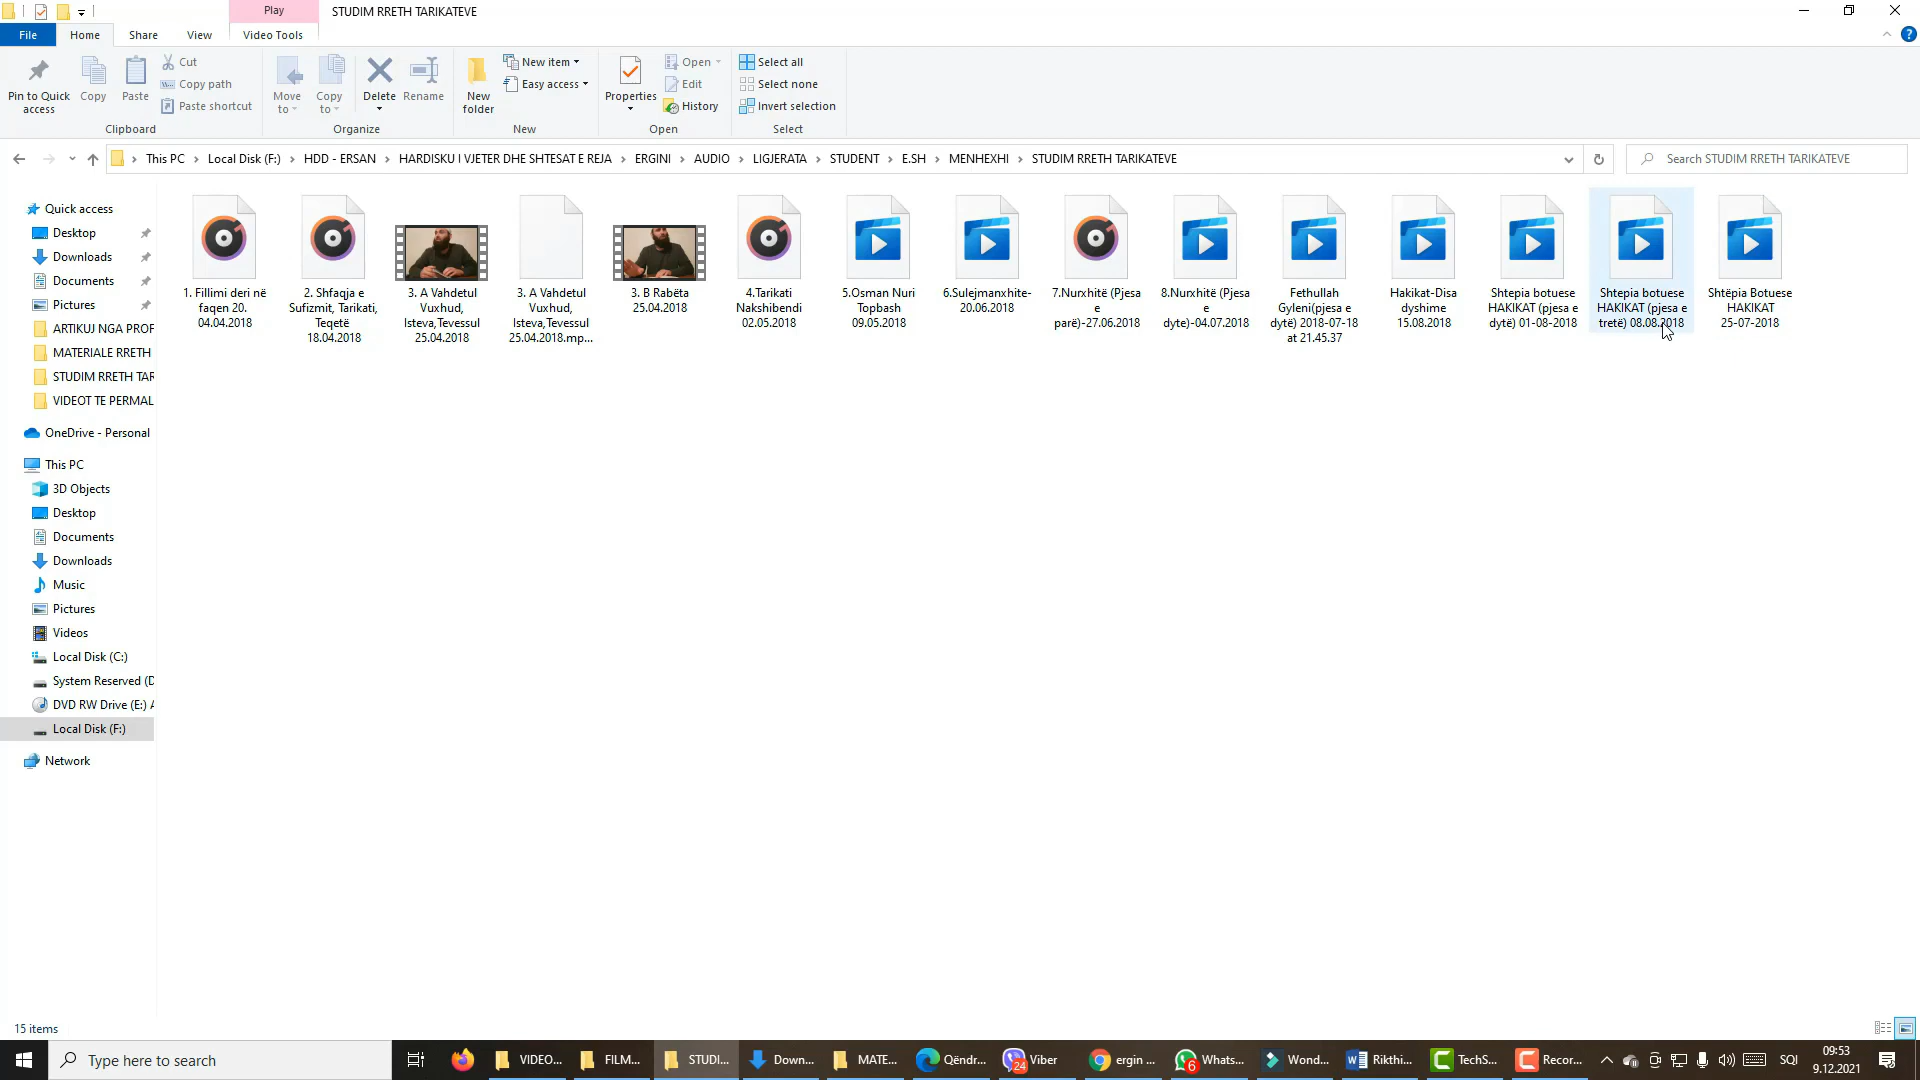 Play
STUDIM RRETH TARIKATEVE
File
Home
Share
View
Video Tools
Pin to Quick access
Copy
Paste
Cut
Copy path
Paste shortcut
Clipboard
Move to
Copy to
Delete
Rename
Organize
New folder
New item
Easy access
New
Properties
Open
Edit
History
Open
Select all
Select none
Invert selection
Select
This PC
Local Disk (F:)
HDD - ERSAN
HARDISKU I VJETER DHE SHTESAT E REJA
ERGINI
AUDIO
LIGJERATA
STUDENT
E.SH
MENHEXHI
STUDIM RRETH TARIKATEVE
Search STUDIM RRETH TARIKATEVE
Quick access
Desktop
Downloads
Documents
Pictures
ARTIKUJ NGA PROF
MATERIALE RRETH
STUDIM RRETH TAR
VIDEOT TE PERMAL
OneDrive - Personal
This PC
3D Objects
Desktop
Documents
Downloads
Music
Pictures
Videos
Local Disk (C:)
System Reserved (D
DVD RW Drive (E:) A
Local Disk (F:)
Network
1. Fillimi deri në
faqen 20.
04.04.2018
2. Shfaqja e
Sufizmit, Tarikati,
Teqetë
18.04.2018
3. A Vahdetul
Vuxhud,
Isteva,Tevessul
25.04.2018
3. A Vahdetul
Vuxhud,
Isteva,Tevessul
25.04.2018.mp...
3. B Rabëta
25.04.2018
4.Tarikati
Nakshibendi
02.05.2018
5.Osman Nuri
Topbash
09.05.2018
6.Sulejmanxhite-
20.06.2018
7.Nurxhitë (Pjesa
e
parë)-27.06.2018
8.Nurxhitë (Pjesa
e
dyte)-04.07.2018
Fethullah
Gyleni(pjesa e
dytë) 2018-07-18
at 21.45.37
Hakikat-Disa
dyshime
15.08.2018
Shtepia botuese
HAKIKAT (pjesa e
dytë) 01-08-2018
Shtepia botuese
HAKIKAT (pjesa e
tretë) 08.08.2018
Shtëpia Botuese
HAKIKAT
25-07-2018
15 items
Type here to search
VIDEO...
FILM...
STUDI...
Down...
MATE...
Qëndr...
24
Viber
ergin ...
6
Whats...
Wond...
Rikthi...
TechS...
Recor...
SQI
09:53
9.12.2021